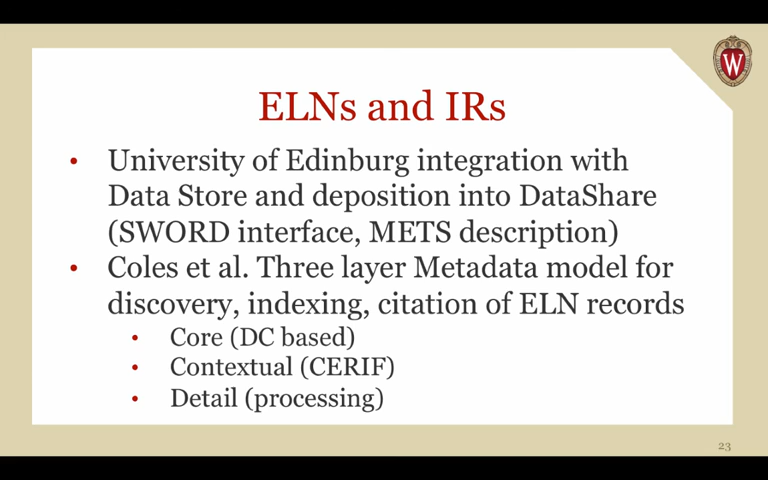 W
ELNs and IRs
• University of Edinburg integration with
Data Store and deposition into DataShare
(SWORD interface, METS description)
• Coles et al. Three layer Metadata model for
discovery, indexing, citation of ELN records
• Core (DC based)
• Contextual (CERIF)
• Detail (processing)
23